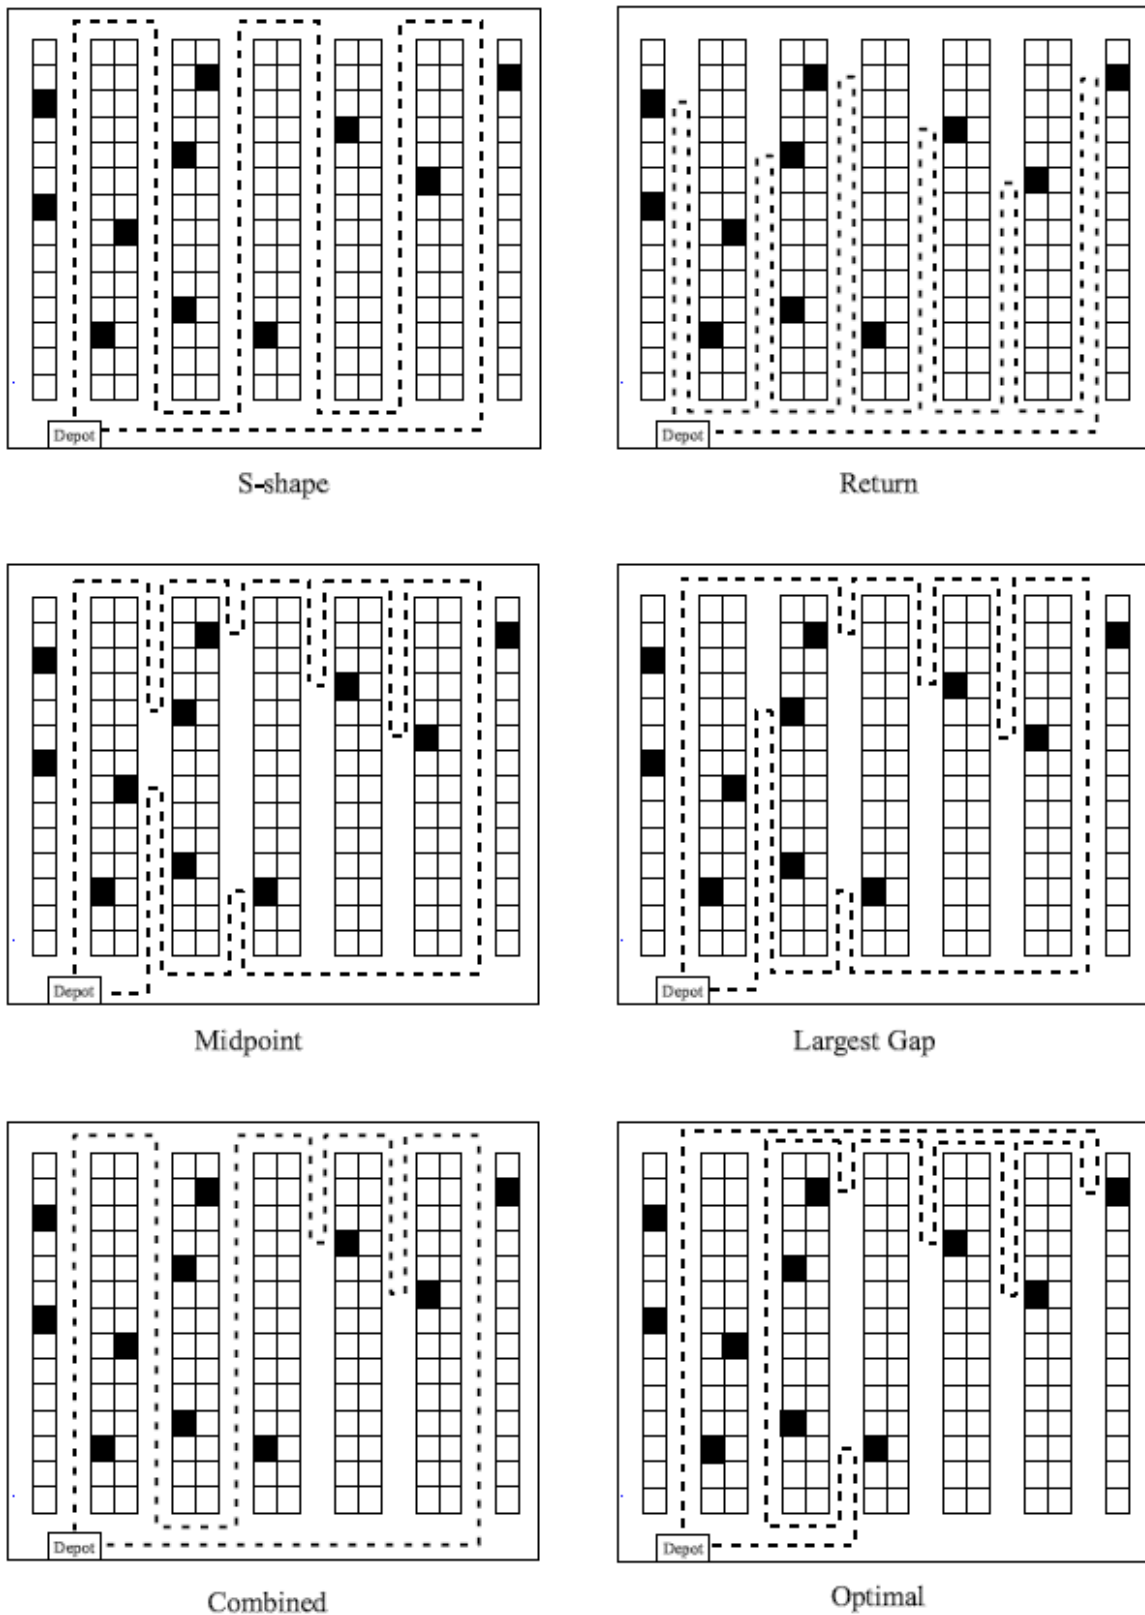 Depot
Depot
S-shape
Return
Depot
Depot
Midpoint
Largest Gap
Depot
Depot
Combined
Optimal